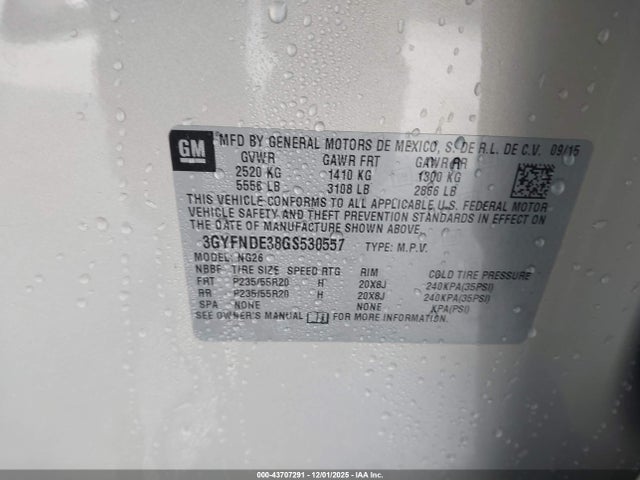 GM
MFD BY GENERAL MOTORS DE MEXICO, S. DE R.L. DE C.V. 09/15
GVWR GAWR FRT GAWR RR
2520 KG 1410 KG 1300 KG
5556 LB 3108 LB 2866 LB
THIS VEHICLE CONFORMS TO ALL APPLICABLE U.S. FEDERAL MOTOR
VEHICLE SAFETY AND THEFT PREVENTION STANDARDS IN EFFECT ON
THE DATE OF MANUFACTURE SHOWN ABOVE.
3GYFNDE38GS530557 TYPE: M.P.V.
MODEL: NG26
NBBF TIRE SIZE SPEED RTG RIM COLD TIRE PRESSURE
FRT P235/55R20 H 20X8J 240KPA(35PSI)
RR P235/55R20 H 20X8J 240KPA(35PSI)
SPA NONE NONE KPA(PSI)
SEE OWNER'S MANUAL FOR MORE INFORMATION.
000-43707291 - 12/01/2025 - IAA Inc.